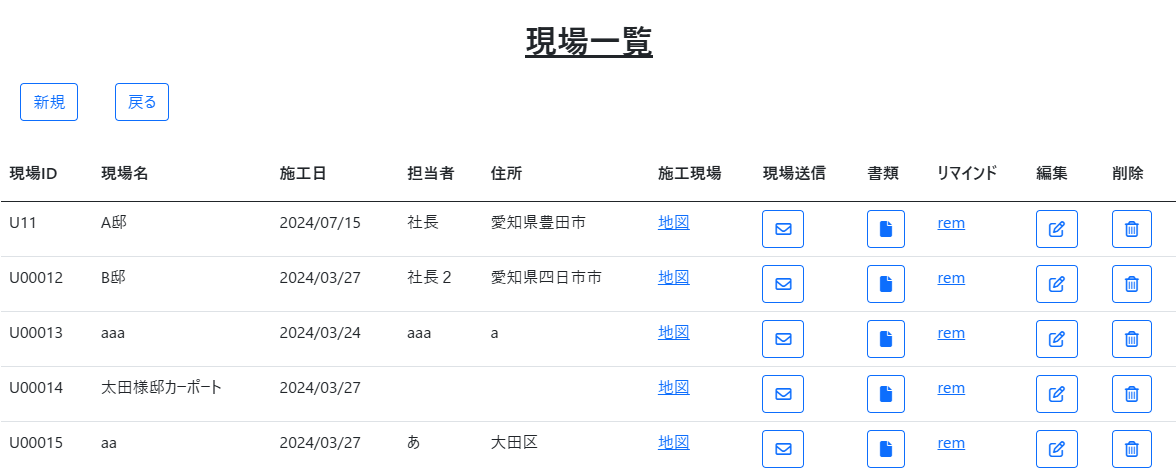 現場一覧
新規 戻る
現場ID 現場名 施工日 担当者 住所 施工現場 現場送信 書類 リマインド 編集 削除
U11 A邸 2024/07/15 社長 愛知県豊田市 地図 rem
U00012 B邸 2024/03/27 社長２ 愛知県四日市市 地図 rem
U00013 aaa 2024/03/24 aaa a 地図 rem
U00014 太田様邸カーポート 2024/03/27 地図 rem
U00015 aa 2024/03/27 あ 大田区 地図 rem